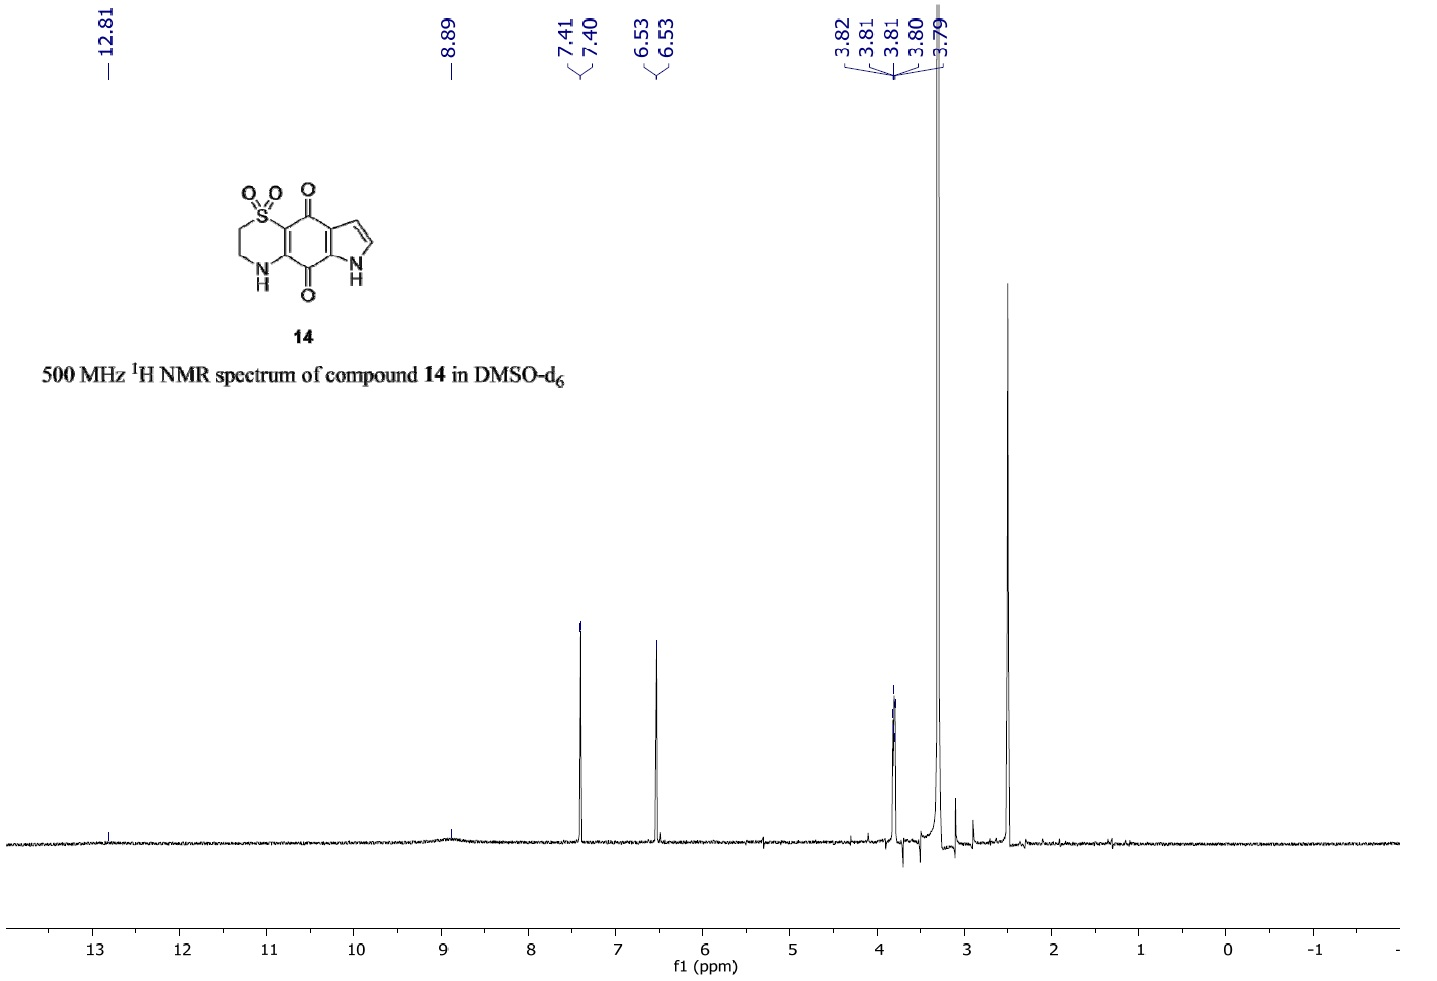 12.81
8.89
7.41
7.40
6.53
6.53
3.82
3.81
3.81
3.80
3.79
O O O
S
N
H
N
H
O
14
500 MHz ¹H NMR spectrum of compound 14 in DMSO-d₆
13 12 11 10 9 8 7 6 5 4 3 2 1 0 -1 -
f1 (ppm)